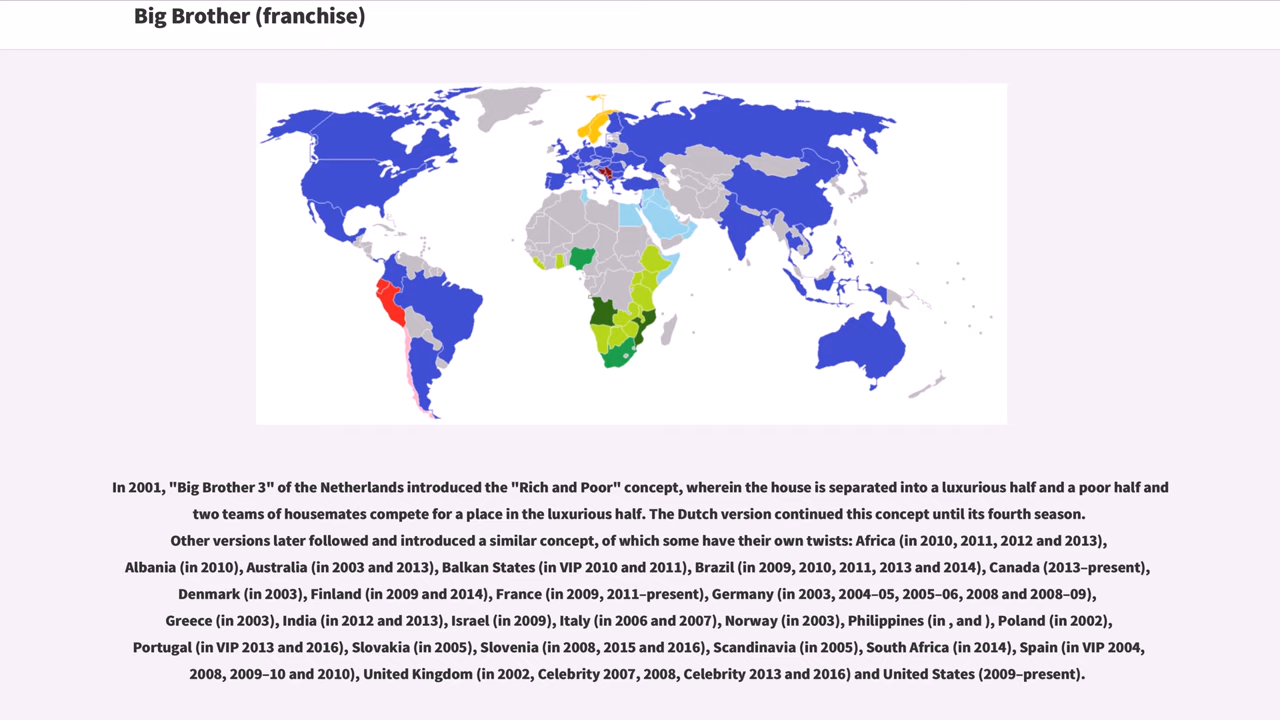 Big Brother (franchise)
In 2001, "Big Brother 3" of the Netherlands introduced the "Rich and Poor" concept, wherein the house is separated into a luxurious half and a poor half and
two teams of housemates compete for a place in the luxurious half. The Dutch version continued this concept until its fourth season.
Other versions later followed and introduced a similar concept, of which some have their own twists: Africa (in 2010, 2011, 2012 and 2013),
Albania (in 2010), Australia (in 2003 and 2013), Balkan States (in VIP 2010 and 2011), Brazil (in 2009, 2010, 2011, 2013 and 2014), Canada (2013–present),
Denmark (in 2003), Finland (in 2009 and 2014), France (in 2009, 2011–present), Germany (in 2003, 2004–05, 2005–06, 2008 and 2008–09),
Greece (in 2003), India (in 2012 and 2013), Israel (in 2009), Italy (in 2006 and 2007), Norway (in 2003), Philippines (in , and ), Poland (in 2002),
Portugal (in VIP 2013 and 2016), Slovakia (in 2005), Slovenia (in 2008, 2015 and 2016), Scandinavia (in 2005), South Africa (in 2014), Spain (in VIP 2004,
2008, 2009–10 and 2010), United Kingdom (in 2002, Celebrity 2007, 2008, Celebrity 2013 and 2016) and United States (2009–present).